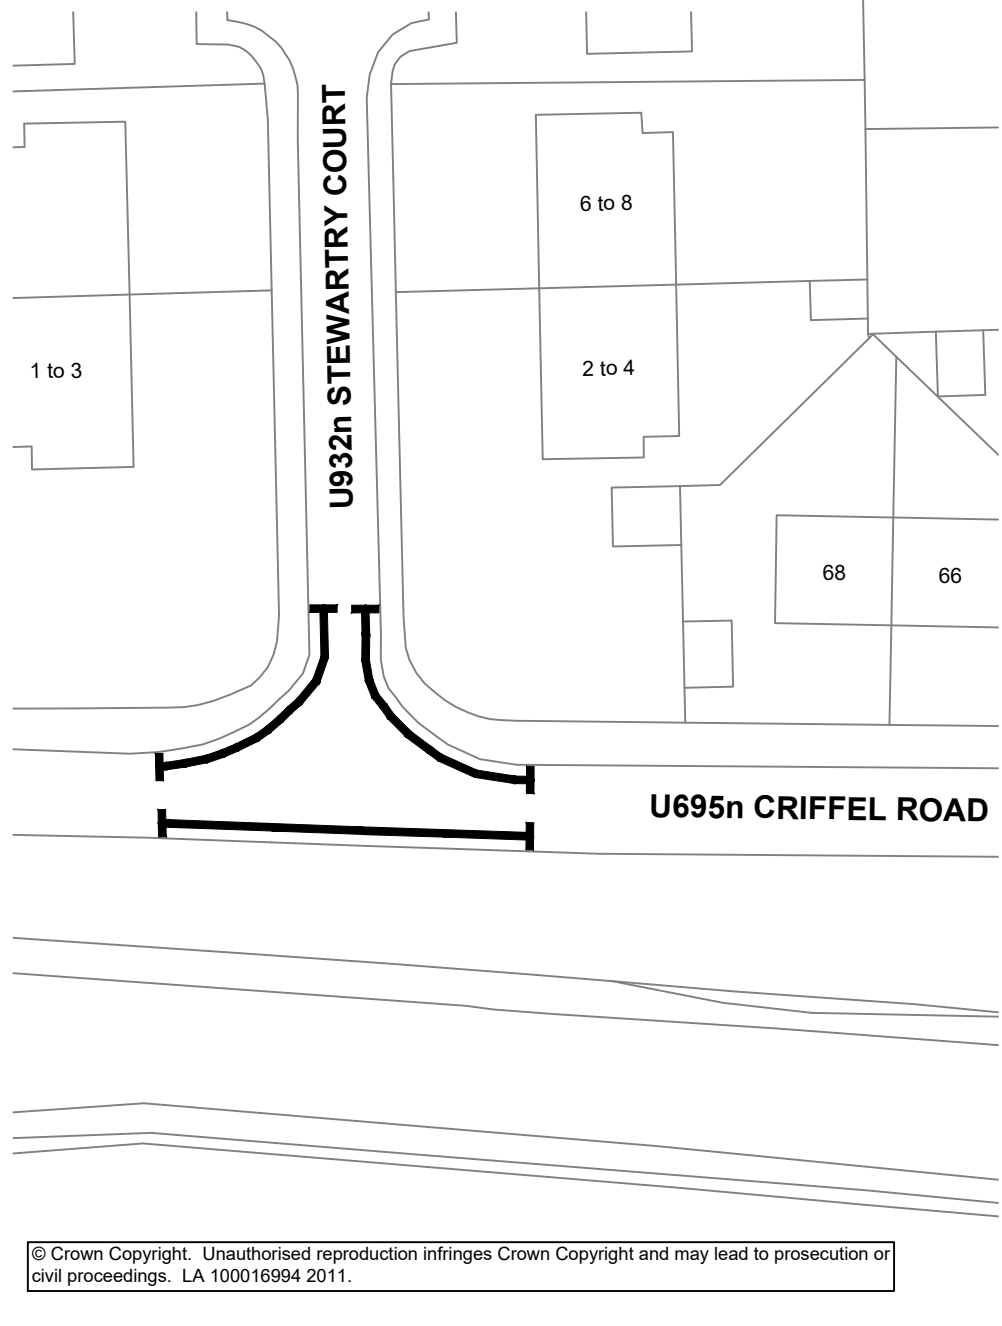 U932n STEWARTRY COURT
6 to 8
1 to 3
2 to 4
68
66
U695n CRIFFEL ROAD
© Crown Copyright.  Unauthorised reproduction infringes Crown Copyright and may lead to prosecution or
civil proceedings.  LA 100016994 2011.